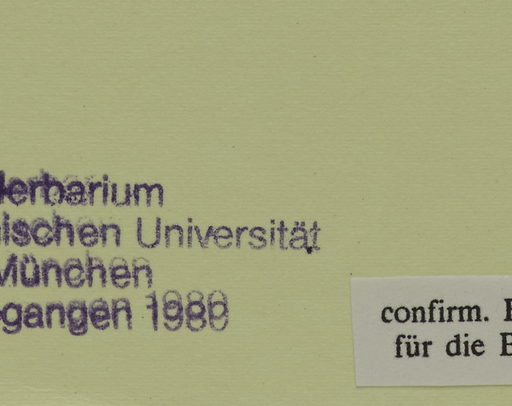 Herbarium
ischen Universität
München
gangen 1980
confirm.
für die